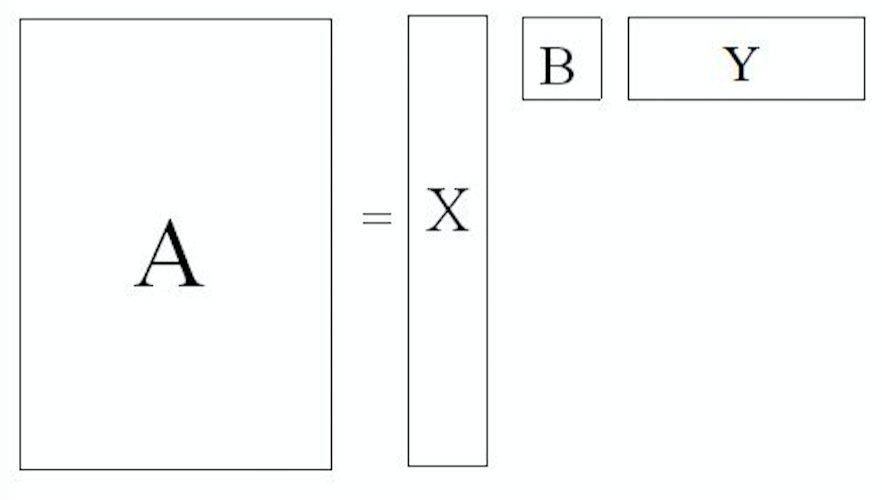 A = X B Y